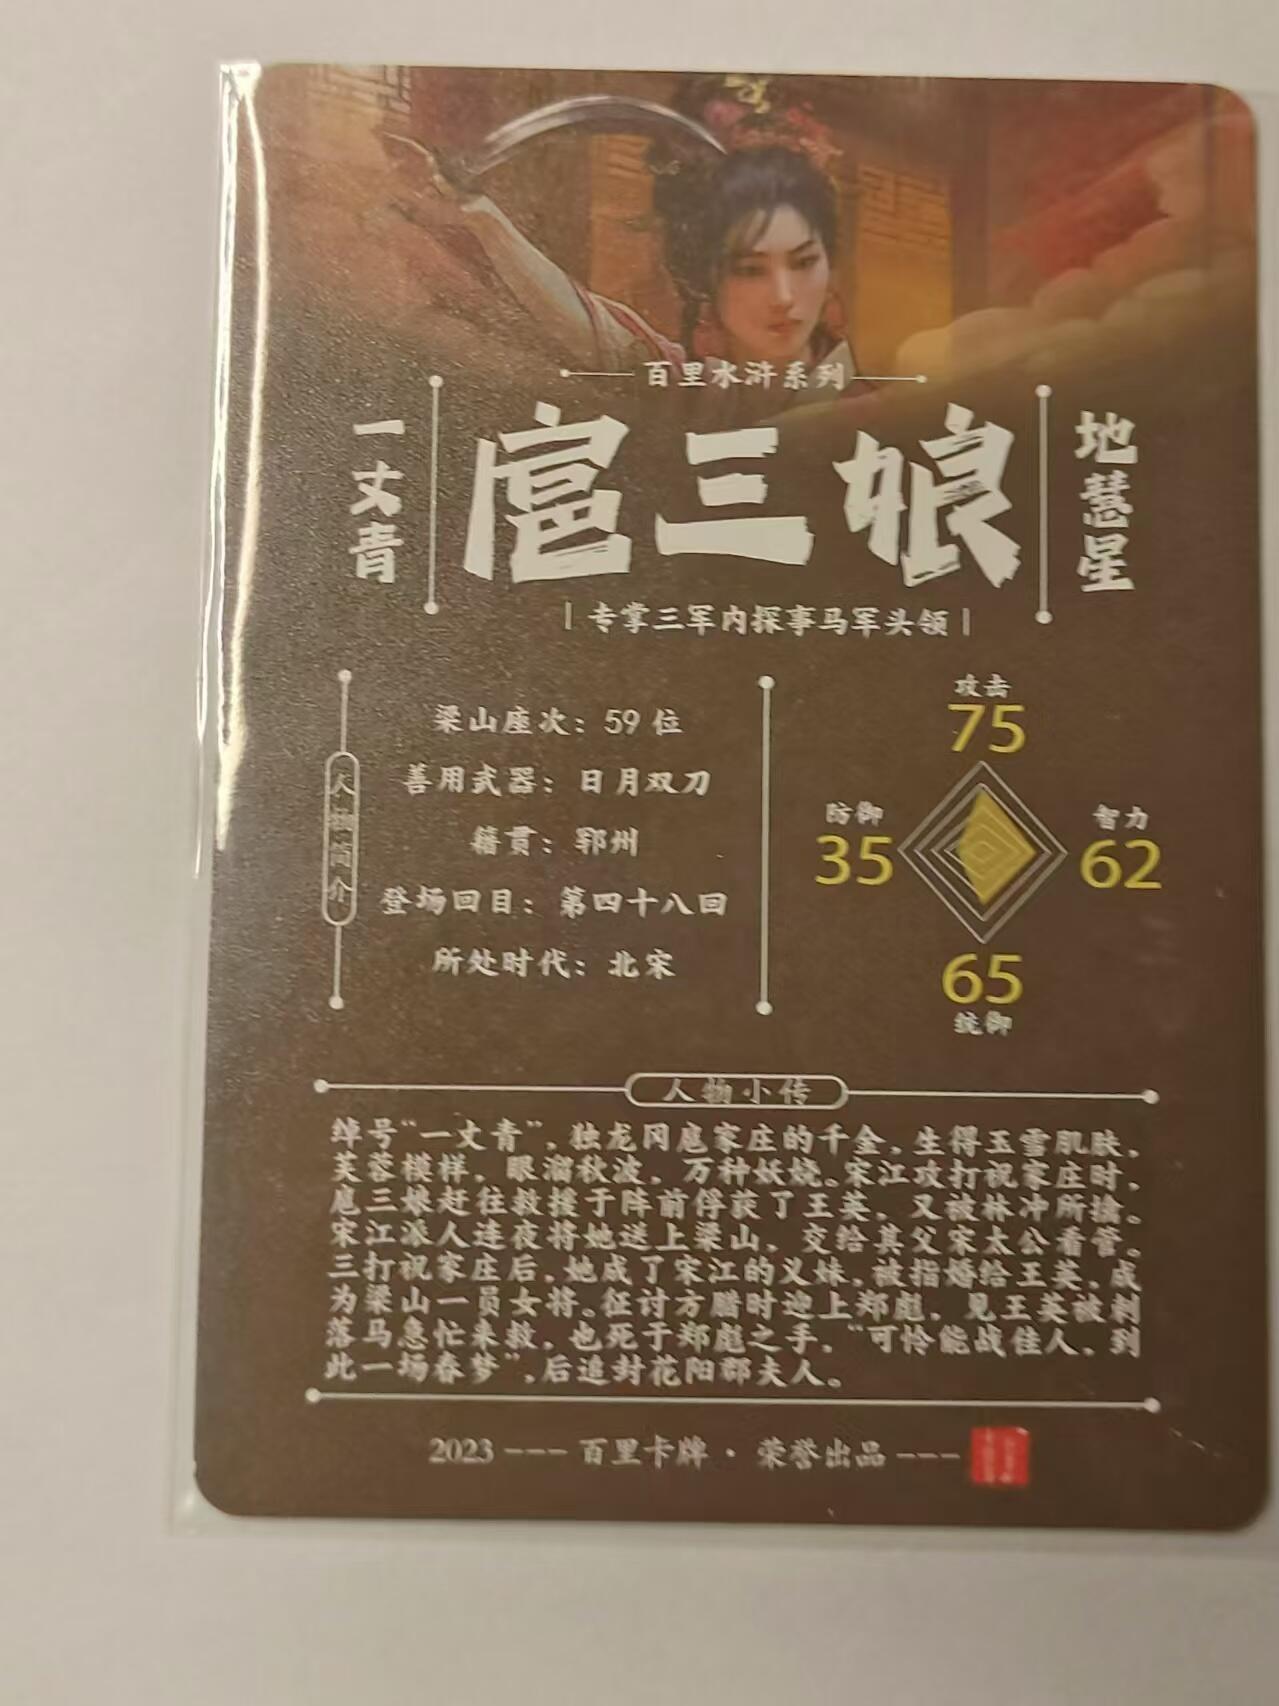 百里水浒系列
一丈青
扈三娘
地慧星
专掌三军内探事马军头领
人物简介
梁山座次：59 位
善用武器：日月双刀
籍贯：郓州
登场回目：第四十八回
所处时代：北宋
攻击
75
防御
35
智力
62
65
统御
人物小传
绰号“一丈青”，独龙冈扈家庄的千金，生得玉雪肌肤，
芙蓉模样，眼溜秋波，万种妖娆。宋江攻打祝家庄时，
扈三娘赶往救援于阵前俘获了王英，又被林冲所擒。
宋江派人连夜将她送上梁山，交给其父宋太公看管。
三打祝家庄后，她成了宋江的义妹，被指婚给王英，成
为梁山一员女将。征讨方腊时迎上郑彪，见王英被刺
落马急忙来救，也死于郑彪之手，“可怜能战佳人，到
此一场春梦”，后追封花阳郡夫人。
2023 --- 百里卡牌 · 荣誉出品 ---